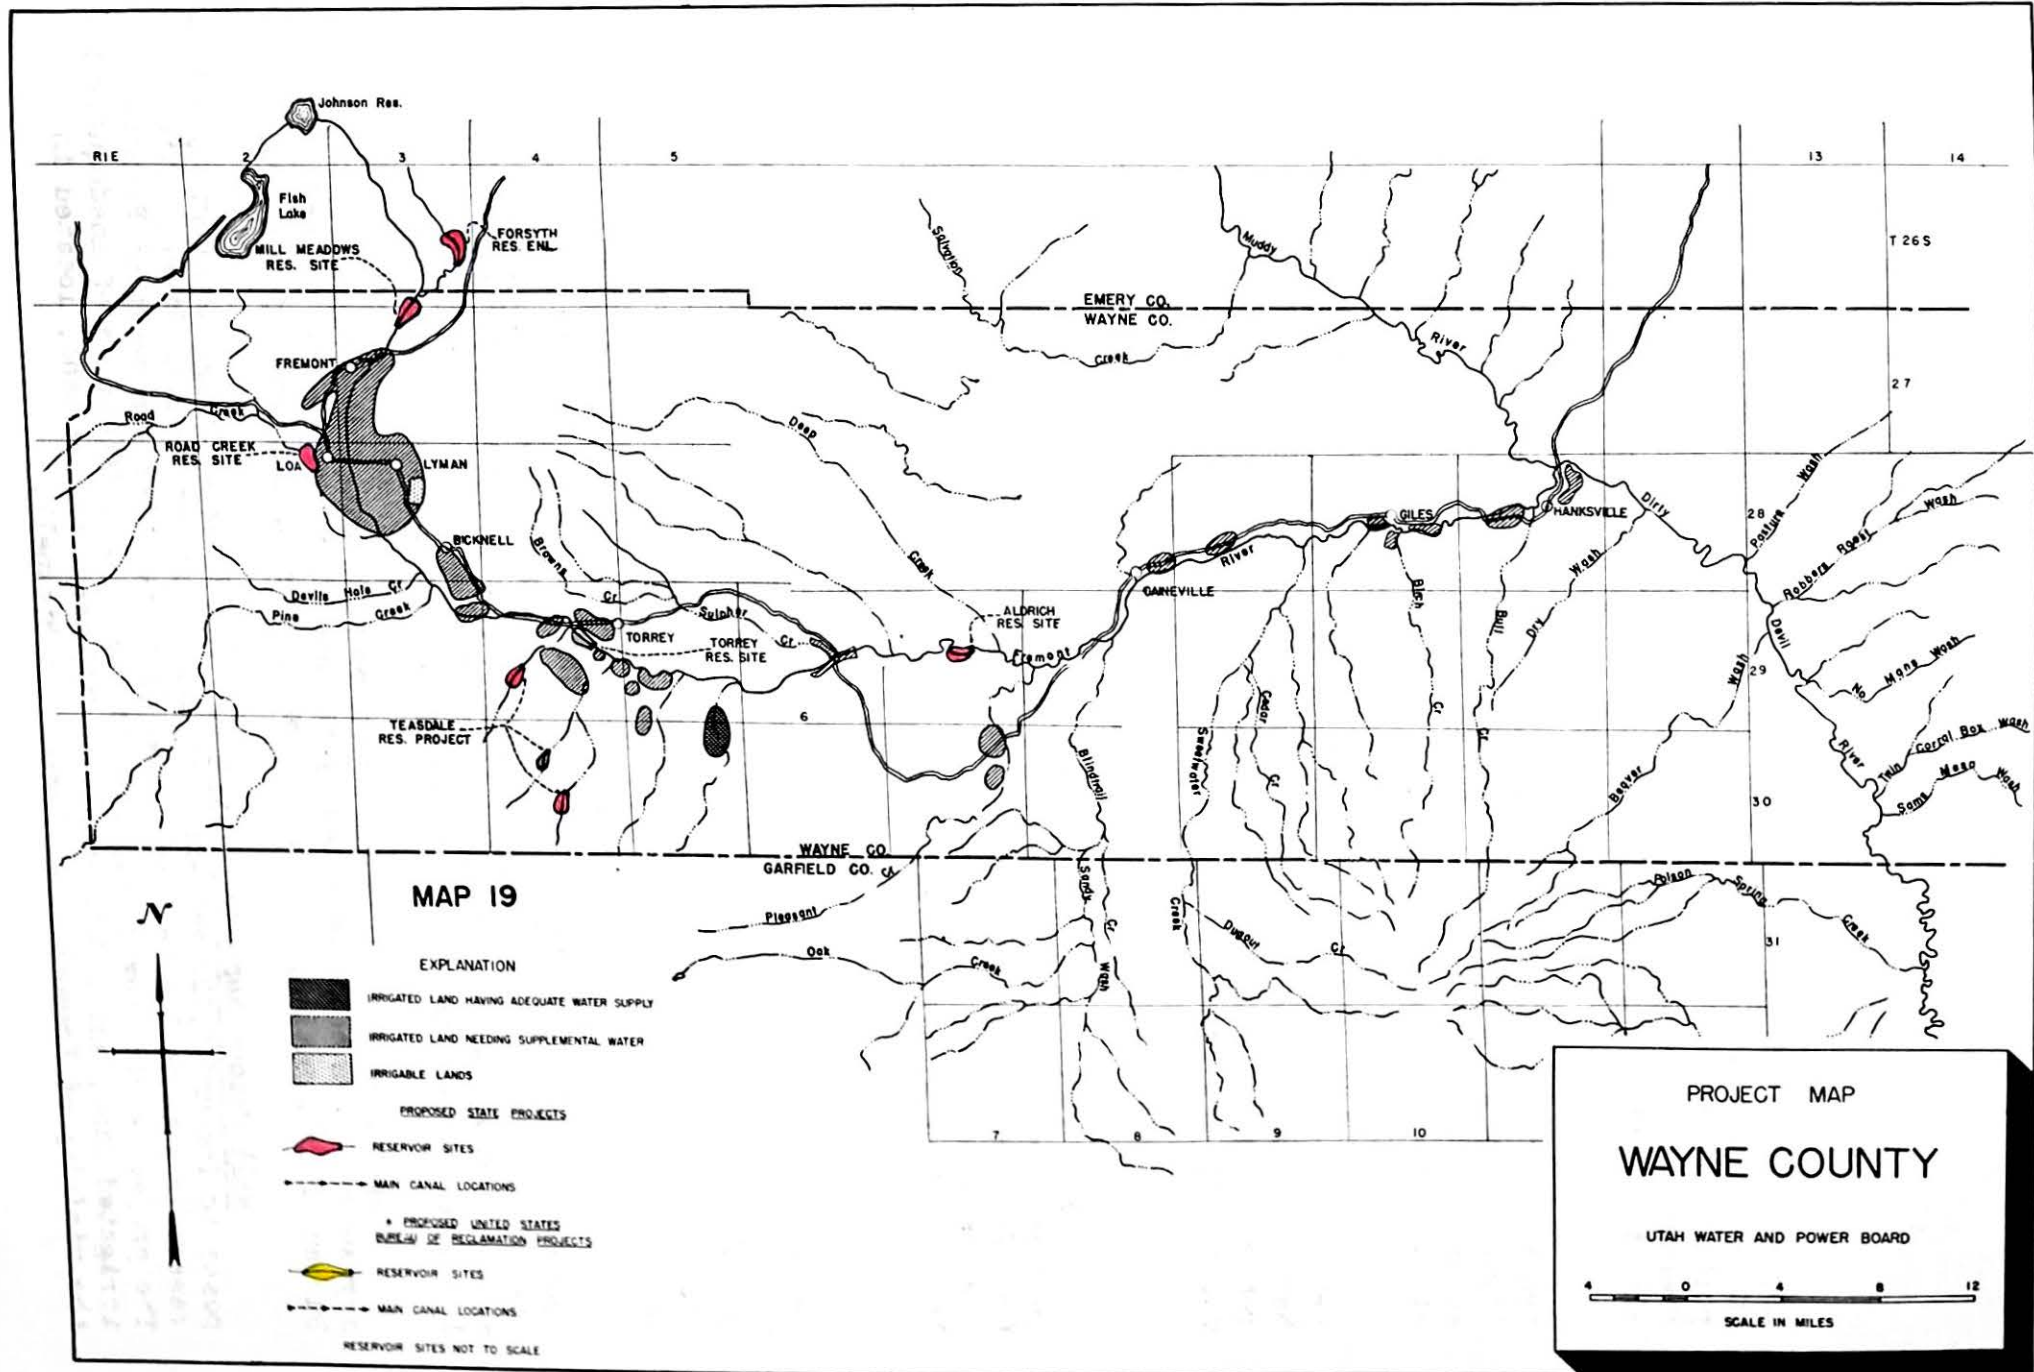 Johnson Res.
R1E
2
3
4
5
13
14
Fish
Lake
FORSYTH
RES. ENL.
MILL MEADOWS
RES. SITE
Salvation
Muddy
T 26 S
EMERY CO.
WAYNE CO.
River
Creek
27
FREMONT
Road
Creek
ROAD CREEK
RES. SITE
LOA
LYMAN
Deep
Creek
GILES
HANKSVILLE
Dirty
28
Pasture
Wash
Robbers
Roost
Wash
BICKNELL
Browns
Cr
River
Birch
Cr
Bull
Cr
Dry
Wash
CAINEVILLE
Devils Hole Cr
Pine
Creek
Sulphur
Cr.
ALDRICH
RES. SITE
TORREY
TORREY
RES. SITE
Fremont
Devil
River
29
No
Mans
Wash
TEASDALE
RES. PROJECT
6
Blindtrail
Sweetwater
Creek
Cedar
Cr
Beaver
Wash
Twin
Corral
Box
Wash
Sams
Mesa
Wash
30
WAYNE CO.
GARFIELD CO.
Cr.
Pleasant
Oak
Creek
Sandy
Cr
Wash
Dugout
Cr.
Poison
Spring
Creek
31
7
8
9
10
MAP 19
N
EXPLANATION
IRRIGATED LAND HAVING ADEQUATE WATER SUPPLY
IRRIGATED LAND NEEDING SUPPLEMENTAL WATER
IRRIGABLE LANDS
PROPOSED STATE PROJECTS
RESERVOIR SITES
MAIN CANAL LOCATIONS
* PROPOSED UNITED STATES
BUREAU OF RECLAMATION PROJECTS
RESERVOIR SITES
MAIN CANAL LOCATIONS
RESERVOIR SITES NOT TO SCALE
PROJECT MAP
WAYNE COUNTY
UTAH WATER AND POWER BOARD
4 0 4 8 12
SCALE IN MILES